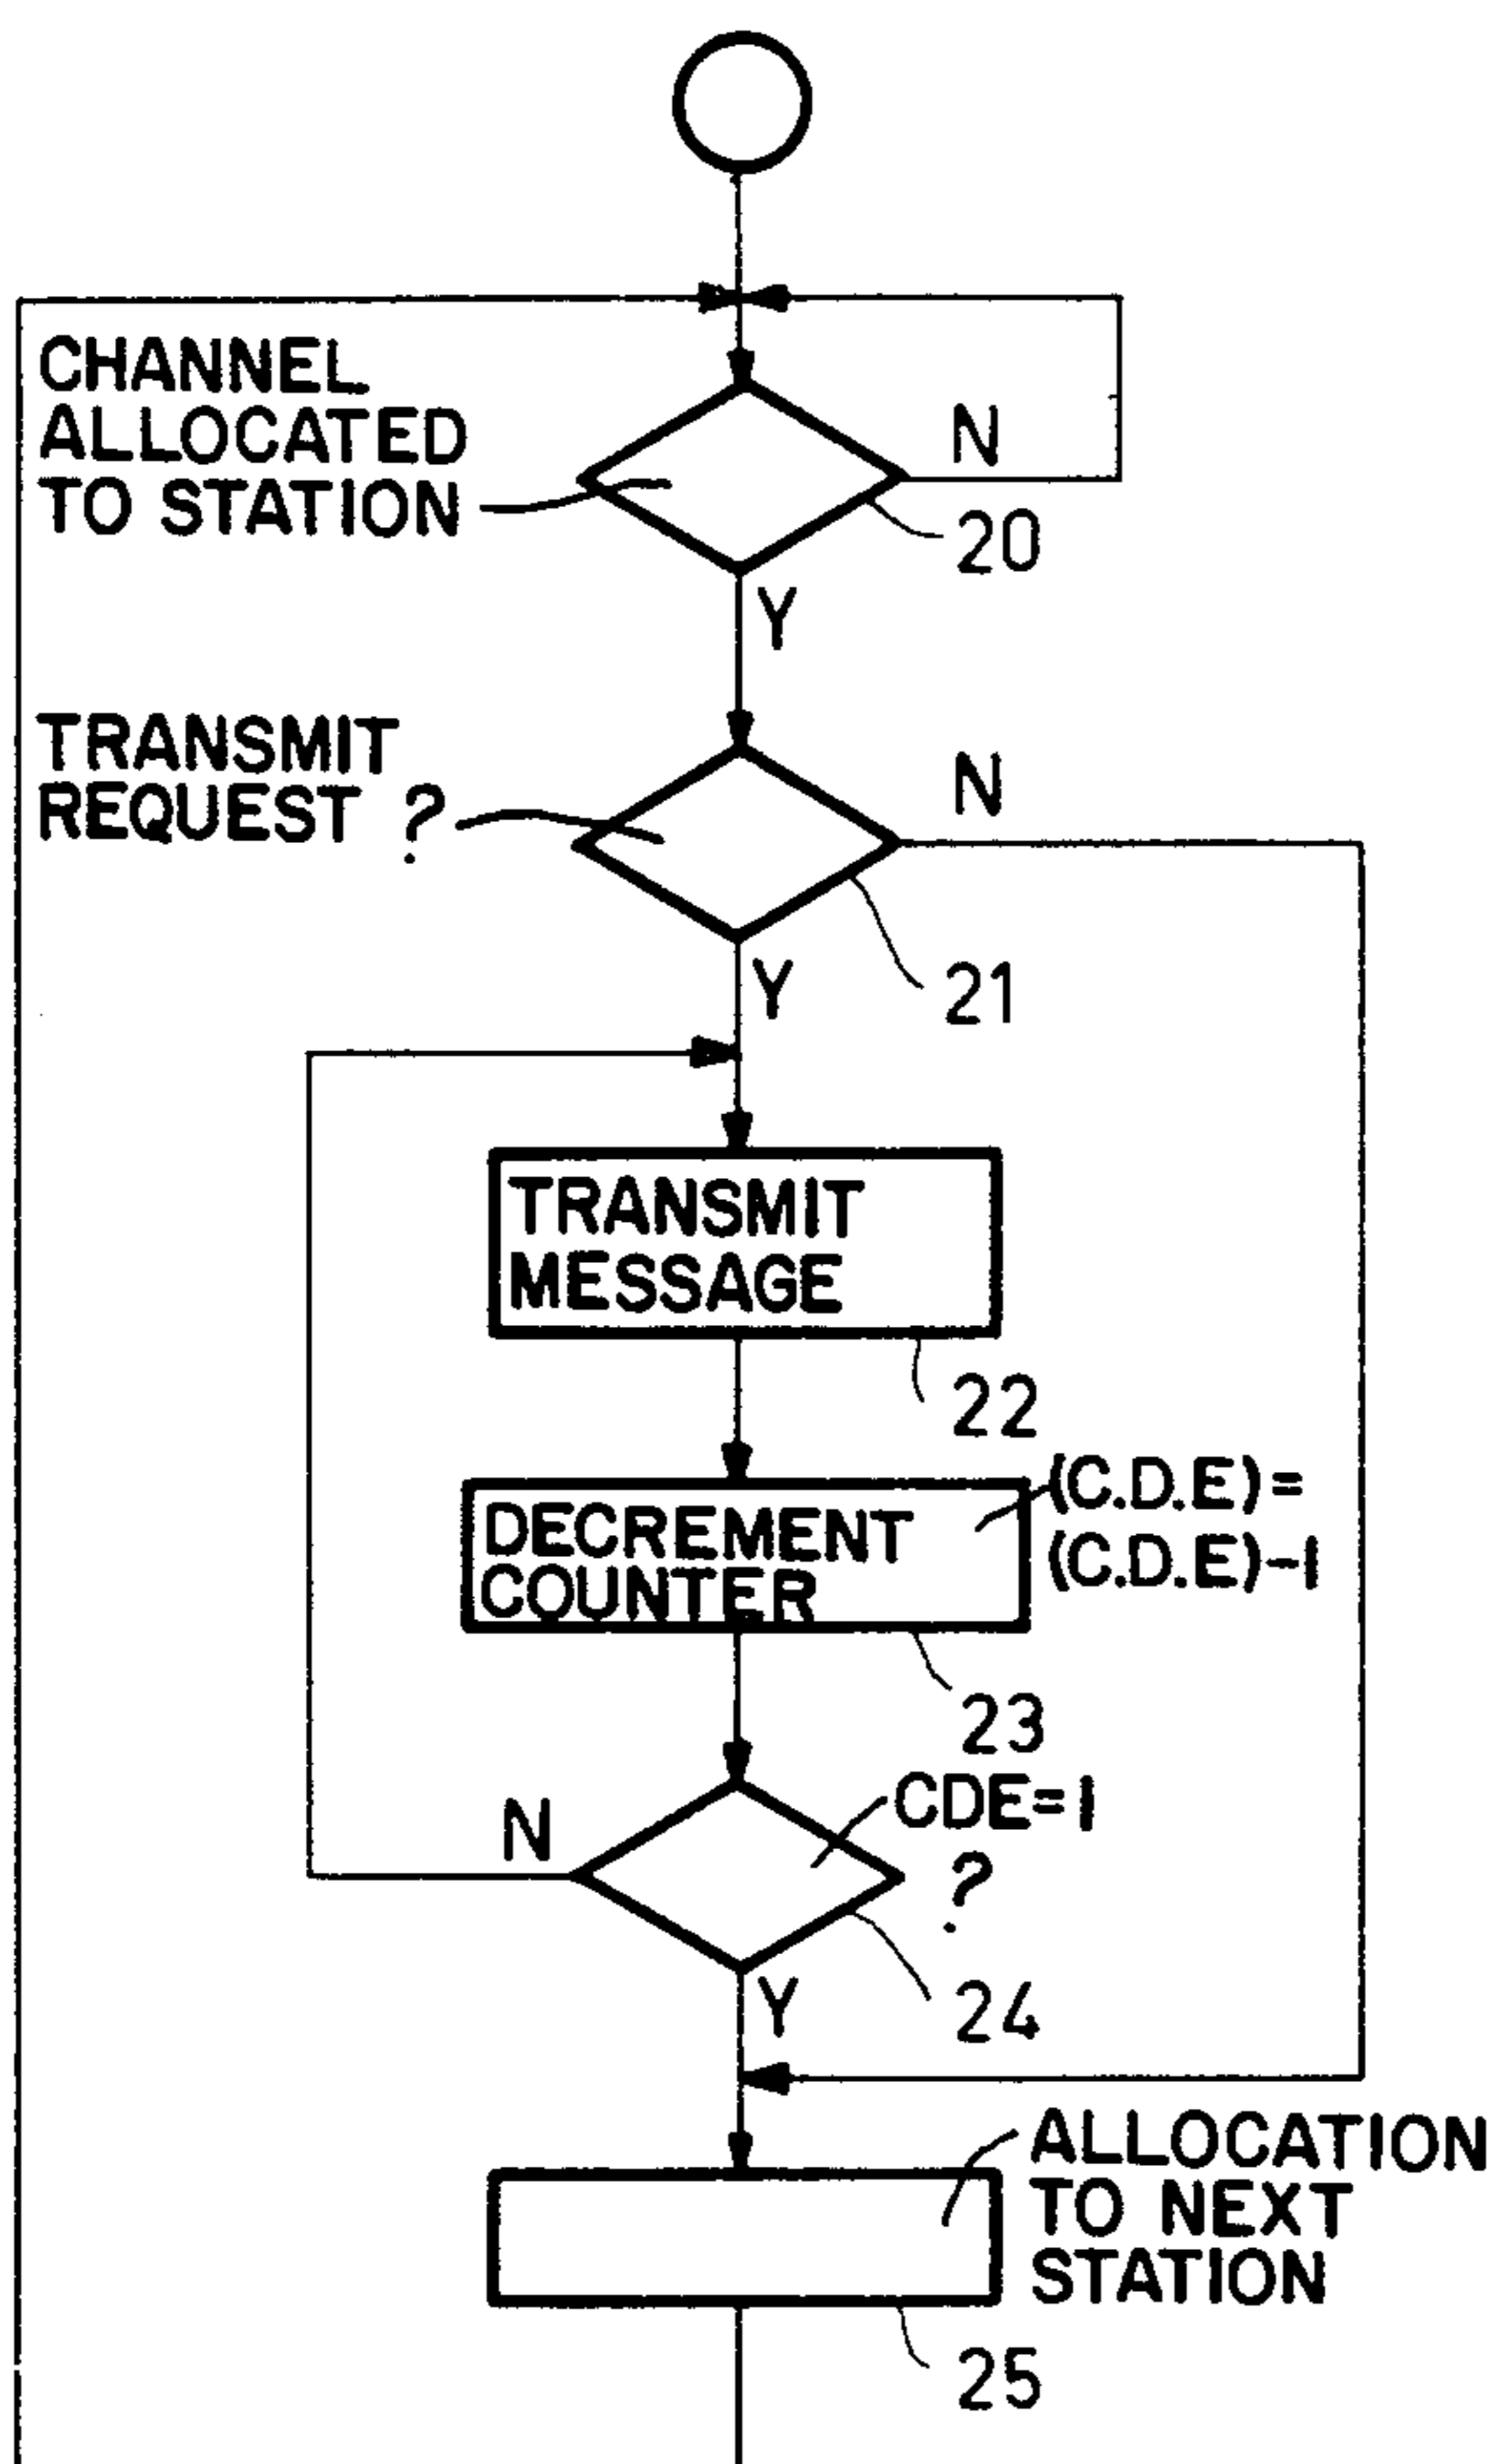 CHANNEL
ALLOCATED
TO STATION
N
20
Y
TRANSMIT
REQUEST ?
N
21
Y
TRANSMIT
MESSAGE
22
DECREMENT
COUNTER
(C.D.E)=
(C.D.E)-1
23
N
CDE=1
?
24
Y
ALLOCATION
TO NEXT
STATION
25